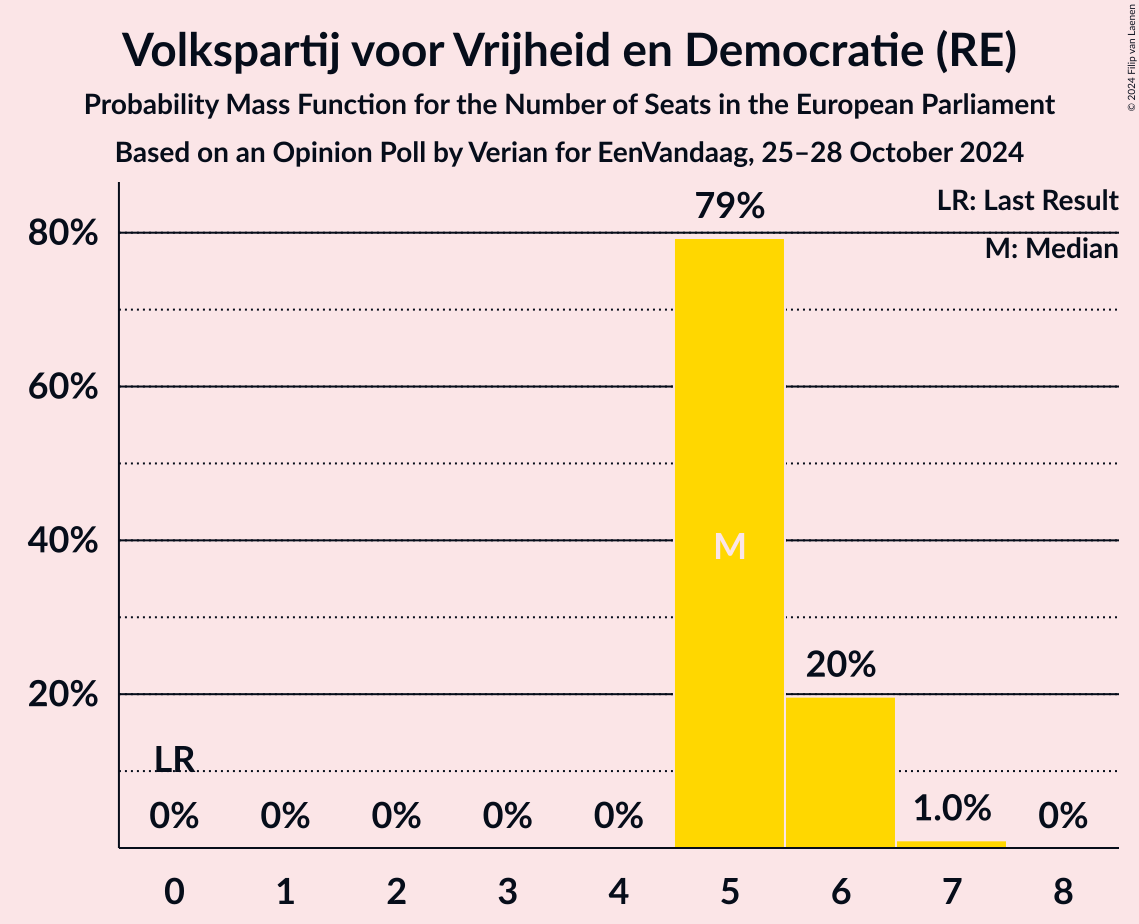 Volkspartij voor Vrijheid en Democratie (RE)
Probability Mass Function for the Number of Seats in the European Parliament
Based on an Opinion Poll by Verian for EenVandaag, 25–28 October 2024
© 2024 Filip van Laenen
LR: Last Result
M: Median
79%
80%
60%
40%
M
20%
20%
LR
0% 0% 0% 0% 0% 1.0% 0%
0 1 2 3 4 5 6 7 8